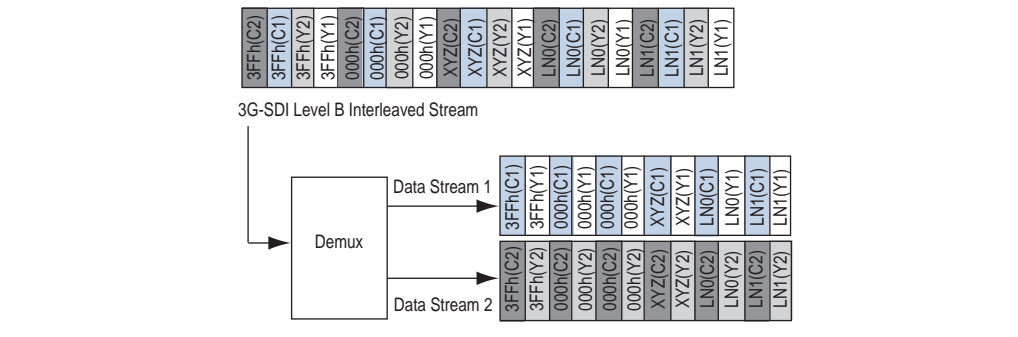 3FFh(C2) 3FFh(C1) 3FFh(Y2) 3FFh(Y1) 000h(C2) 000h(C1) 000h(Y2) 000h(Y1) XYZ(C2) XYZ(C1) XYZ(Y2) XYZ(Y1) LN0(C2) LN0(C1) LN0(Y2) LN0(Y1) LN1(C2) LN1(C1) LN1(Y2) LN1(Y1)
3G-SDI Level B Interleaved Stream
Demux
Data Stream 1
3FFh(C1) 3FFh(Y1) 000h(C1) 000h(Y1) 000h(C1) 000h(Y1) XYZ(C1) XYZ(Y1) LN0(C1) LN0(Y1) LN1(C1) LN1(Y1)
3FFh(C2) 3FFh(Y2) 000h(C2) 000h(Y2) 000h(C2) 000h(Y2) XYZ(C2) XYZ(Y2) LN0(C2) LN0(Y2) LN1(C2) LN1(Y2)
Data Stream 2